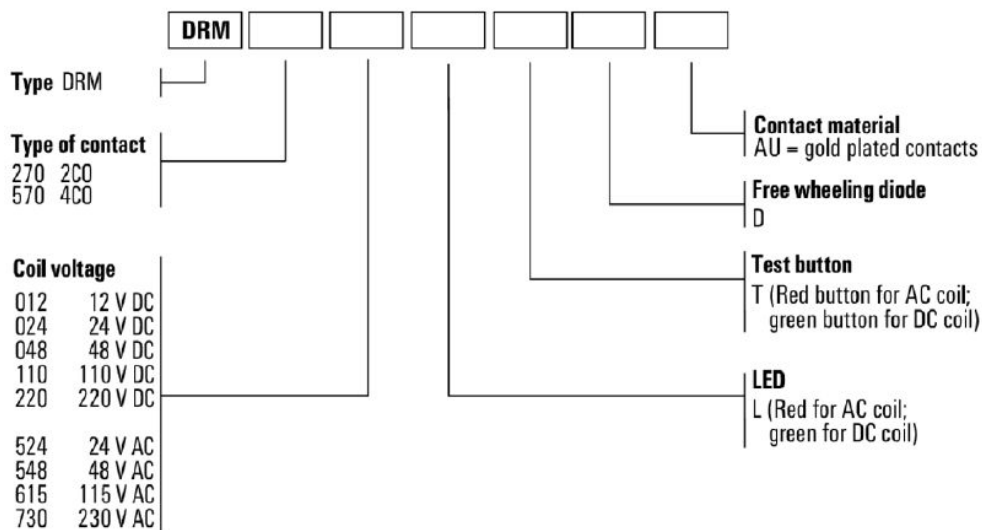 DRM
Type DRM
Type of contact
270 2CO
570 4CO
Coil voltage
012 12 V DC
024 24 V DC
048 48 V DC
110 110 V DC
220 220 V DC
524 24 V AC
548 48 V AC
615 115 V AC
730 230 V AC
Contact material
AU = gold plated contacts
Free wheeling diode
D
Test button
T (Red button for AC coil;
green button for DC coil)
LED
L (Red for AC coil;
green for DC coil)